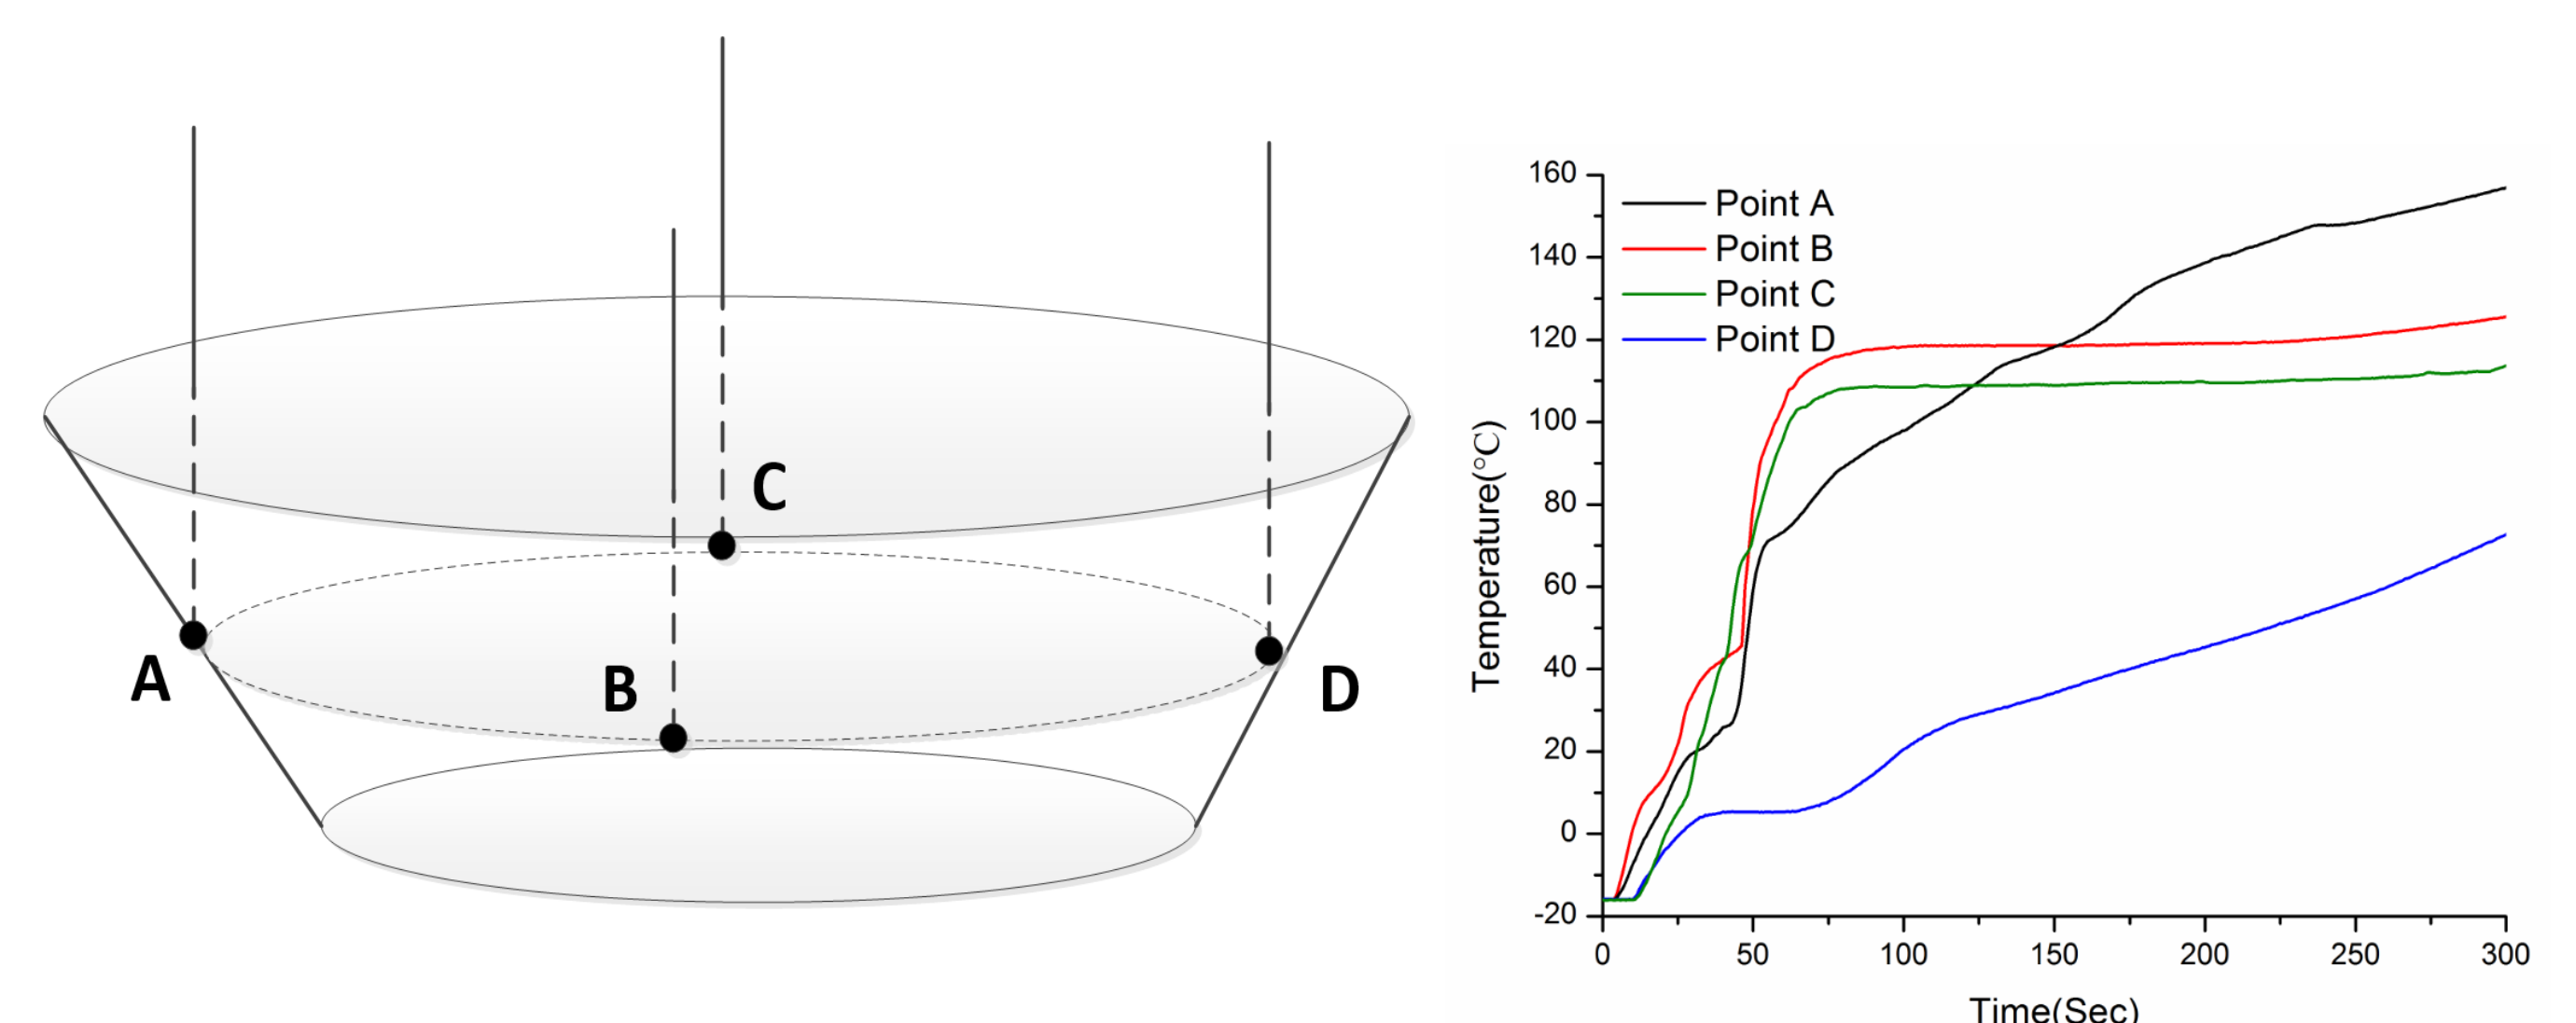 C
A
B
D
Point A
Point B
Point C
Point D
160
140
120
100
80
60
40
20
0
-20
Temperature(°C)
0 50 100 150 200 250 300
Time(Sec)